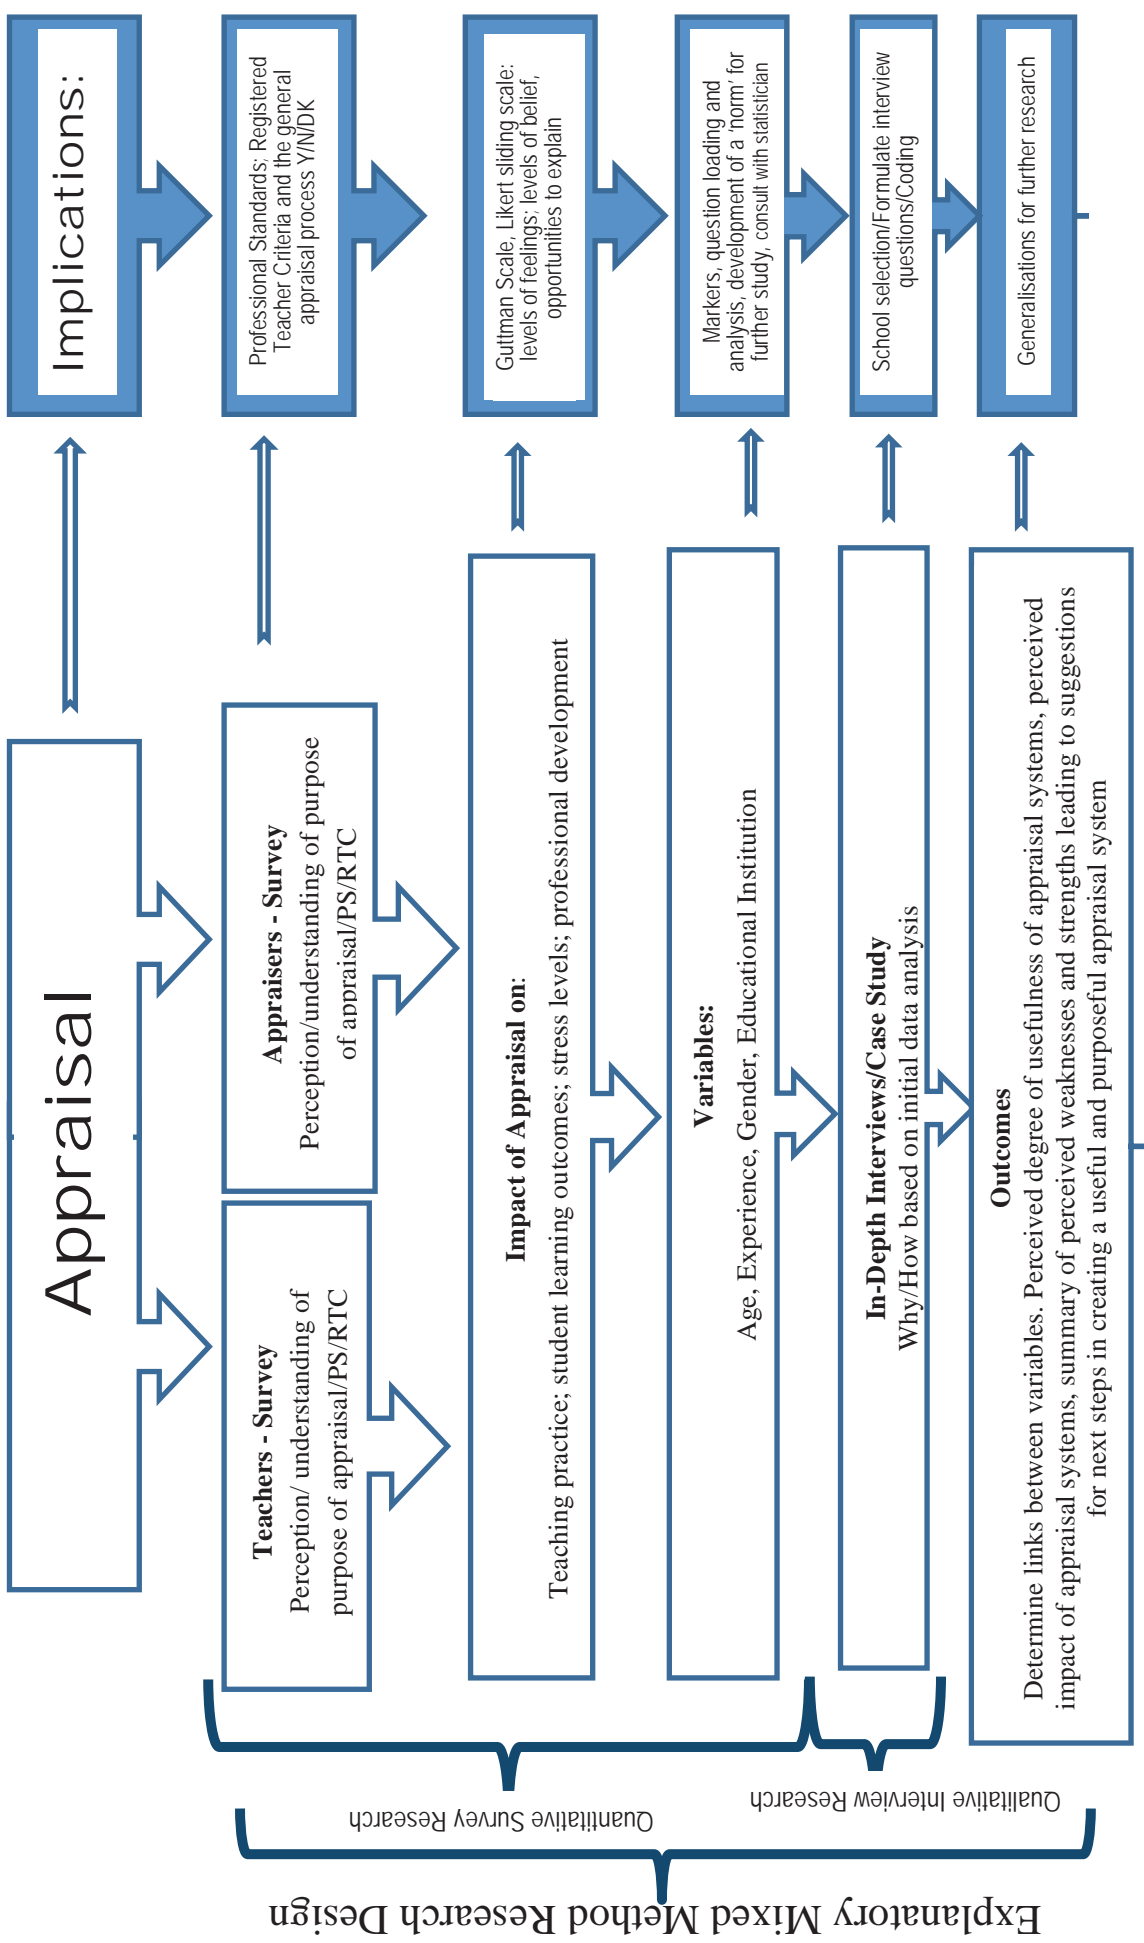 Appraisal
Implications:
Teachers - Survey
Perception/ understanding of
purpose of appraisal/PS/RTC
Appraisers - Survey
Perception/understanding of purpose
of appraisal/PS/RTC
Professional Standards; Registered
Teacher Criteria and the general
appraisal process Y/N/DK
Impact of Appraisal on:
Teaching practice; student learning outcomes; stress levels; professional development
Guttman Scale, Likert sliding scale:
levels of feelings; levels of belief,
opportunities to explain
Variables:
Age, Experience, Gender, Educational Institution
Markers, question loading and
analysis, development of a ‘norm’ for
further study, consult with statistician
In-Depth Interviews/Case Study
Why/How based on initial data analysis
School selection/Formulate interview
questions/Coding
Outcomes
Determine links between variables. Perceived degree of usefulness of appraisal systems, perceived
impact of appraisal systems, summary of perceived weaknesses and strengths leading to suggestions
for next steps in creating a useful and purposeful appraisal system
Generalisations for further research
Quantitative Survey Research
Qualitative Interview Research
Explanatory Mixed Method Research Design